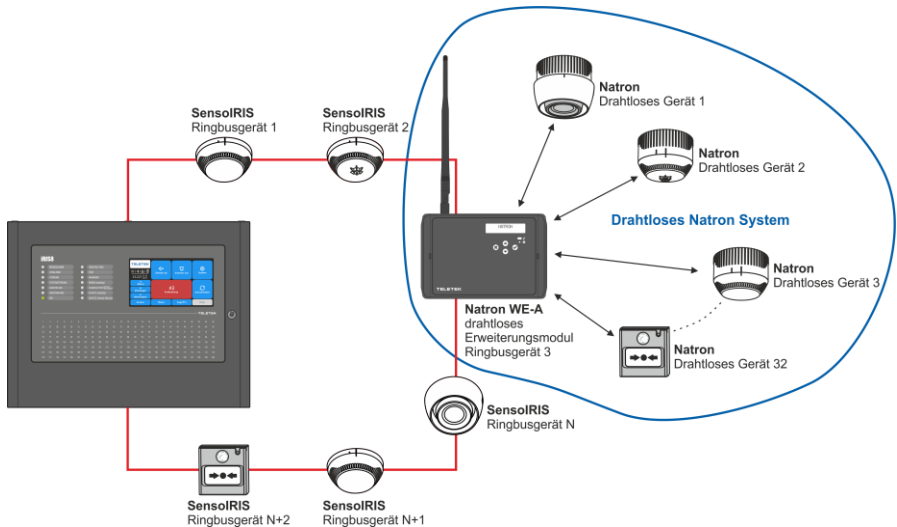 SensoIRIS
Ringbusgerät 1
SensoIRIS
Ringbusgerät 2
Natron
Drahtloses Gerät 1
Natron
Drahtloses Gerät 2
Drahtloses Natron System
Natron
Drahtloses Gerät 3
Natron
Drahtloses Gerät 32
NATRON
TELETEK
Natron WE-A
drahtloses
Erweiterungsmodul
Ringbusgerät 3
IRIS8
TELETEK
TELETEK
SensoIRIS
Ringbusgerät N
SensoIRIS
Ringbusgerät N+2
SensoIRIS
Ringbusgerät N+1